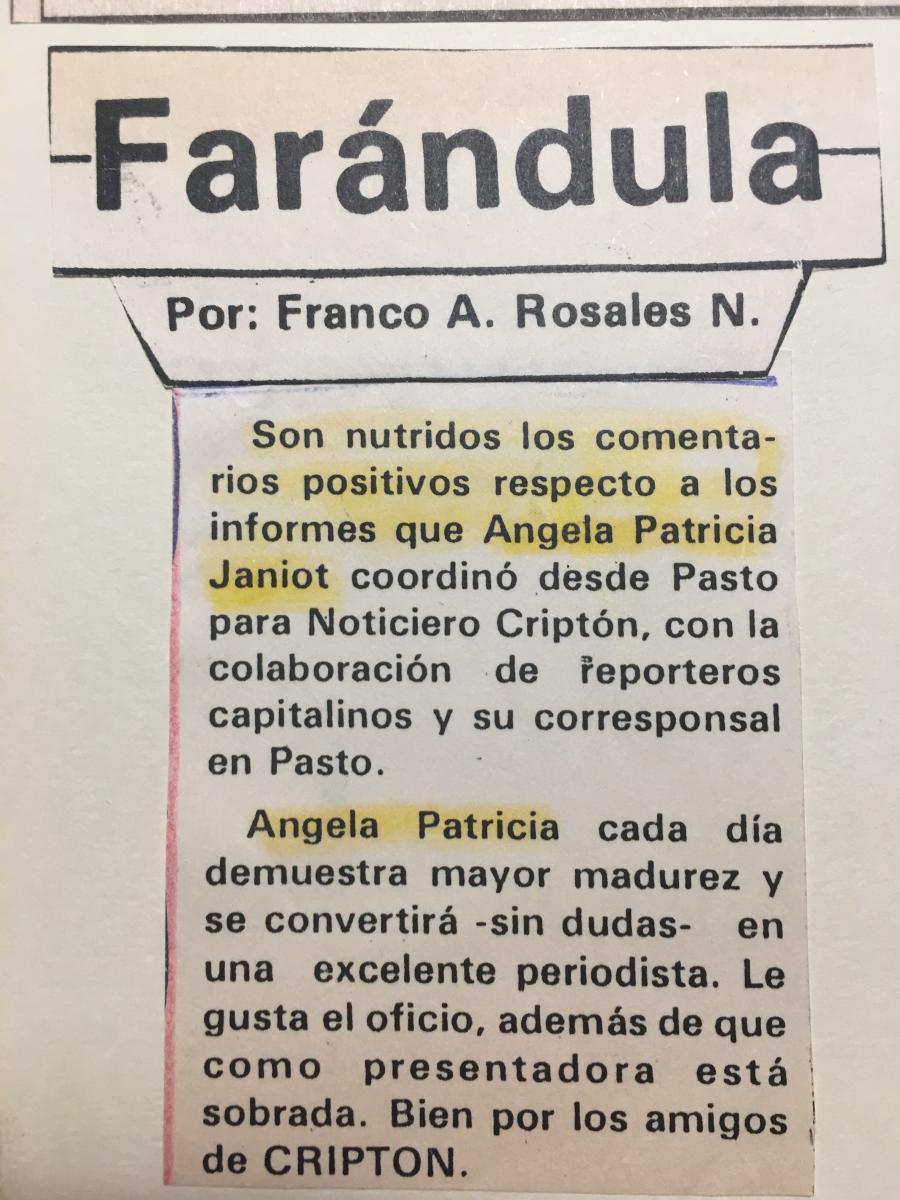 Farándula
Por: Franco A. Rosales N.
Son nutridos los comenta-
rios positivos respecto a los
informes que Angela Patricia
Janiot coordinó desde Pasto
para Noticiero Criptón, con la
colaboración de reporteros
capitalinos y su corresponsal
en Pasto.
Angela Patricia cada día
demuestra mayor madurez y
se convertirá -sin dudas- en
una excelente periodista. Le
gusta el oficio, además de que
como presentadora está
sobrada. Bien por los amigos
de CRIPTON.